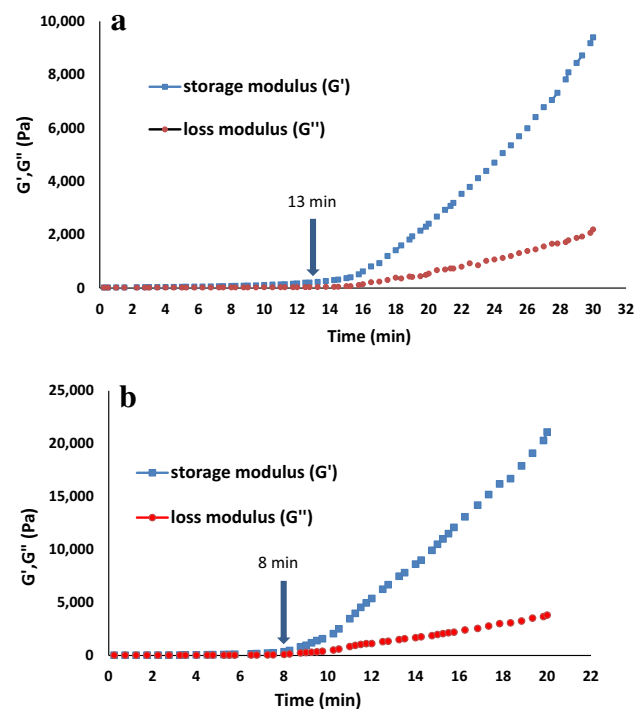 a
10,000
8,000
6,000
4,000
2,000
0
G',G" (Pa)
storage modulus (G')
loss modulus (G'')
13 min
0 2 4 6 8 10 12 14 16 18 20 22 24 26 28 30 32
Time (min)
b
25,000
20,000
15,000
10,000
5,000
0
G',G" (Pa)
storage modulus (G')
loss modulus (G'')
8 min
0 2 4 6 8 10 12 14 16 18 20 22
Time (min)